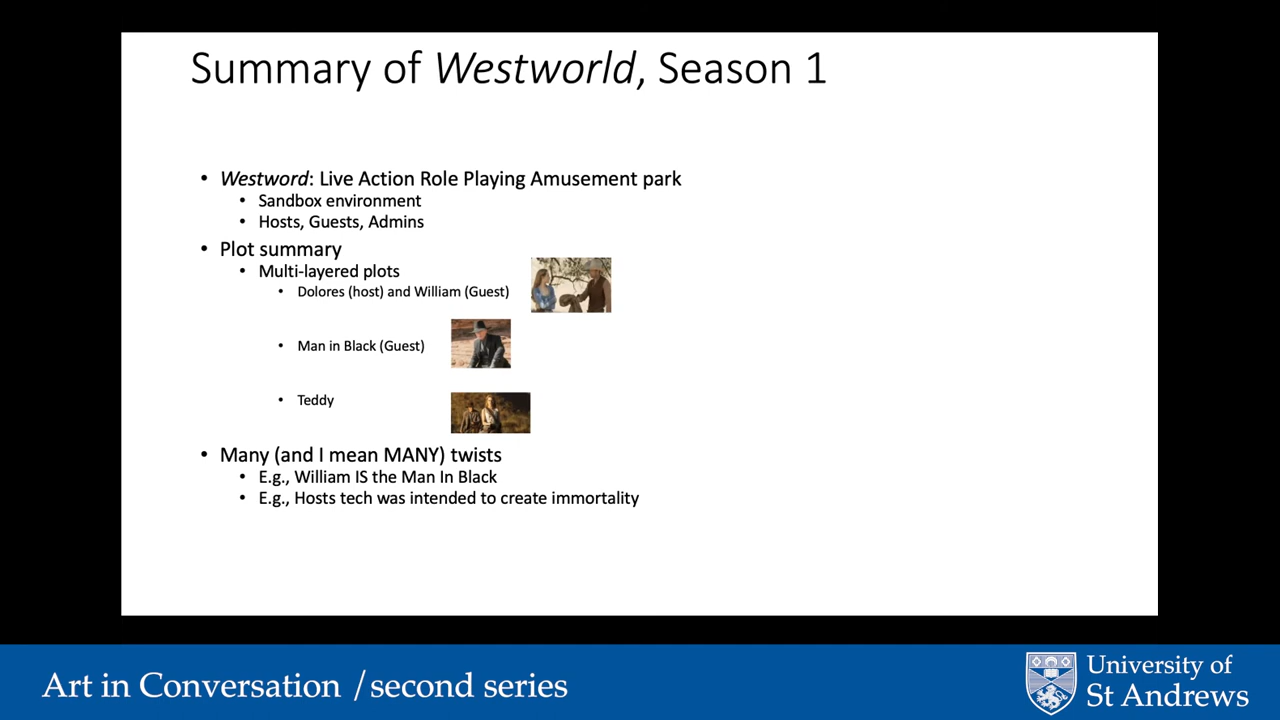 Summary of Westworld, Season 1
• Westword: Live Action Role Playing Amusement park
• Sandbox environment
• Hosts, Guests, Admins
• Plot summary
• Multi-layered plots
• Dolores (host) and William (Guest)
• Man in Black (Guest)
• Teddy
• Many (and I mean MANY) twists
• E.g., William IS the Man In Black
• E.g., Hosts tech was intended to create immortality
Art in Conversation / second series
University of
St Andrews